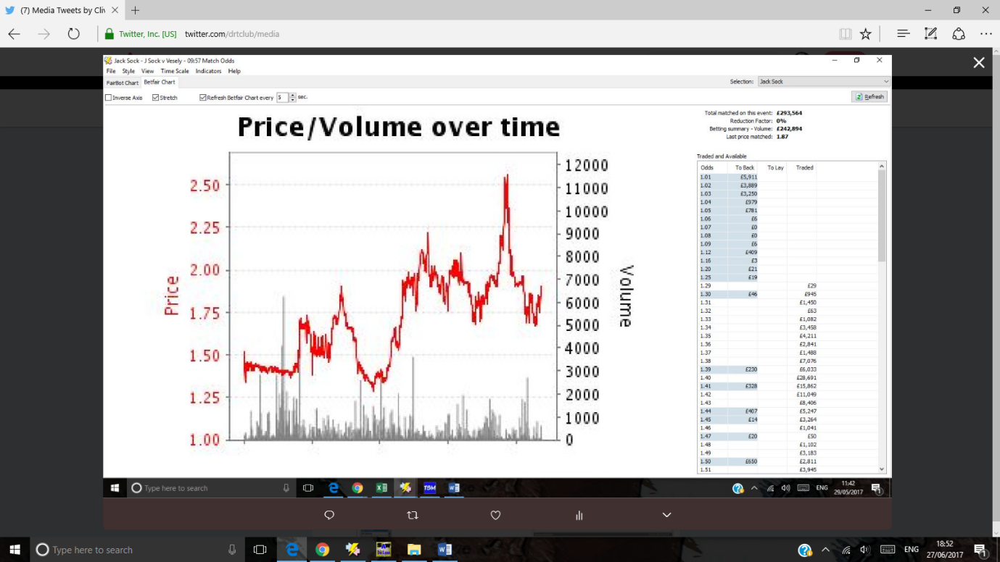 (7) Media Tweets by Cliv
Twitter, Inc. [US] twitter.com/drtclub/media
Jack Sock - J Sock v Vesely - 09:57 Match Odds
File Style View Time Scale Indicators Help
FairBot Chart Betfair Chart
Selection: Jack Sock
Inverse Axis Stretch Refresh Betfair Chart every 5 sec.
Refresh
Price/Volume over time
Total matched on this event: £293,564
Reduction Factor: 0%
Betting summary - Volume: £242,894
Last price matched: 1.87
2.50
2.25
2.00
1.75
1.50
1.25
1.00
Price
12000
11000
10000
9000
8000
7000
6000
5000
4000
3000
2000
1000
0
Volume
Traded and Available
Odds To Back To Lay Traded
1.01 £5,911
1.02 £3,889
1.03 £3,250
1.04 £979
1.05 £781
1.06 £6
1.07 £0
1.08 £0
1.09 £6
1.12 £409
1.16 £3
1.20 £21
1.25 £19
1.29 £29
1.30 £46 £945
1.31 £1,450
1.32 £63
1.33 £1,082
1.34 £3,458
1.35 £4,211
1.36 £2,841
1.37 £1,488
1.38 £7,076
1.39 £230 £6,033
1.40 £28,691
1.41 £328 £15,862
1.42 £11,049
1.43 £8,406
1.44 £407 £5,247
1.45 £14 £3,264
1.46 £1,041
1.47 £20 £50
1.48 £1,102
1.49 £3,183
1.50 £650 £2,811
1.51 £3,945
Type here to search
TSM
ENG
11:42
29/05/2017
1
Type here to search
ENG
18:52
27/06/2017
1